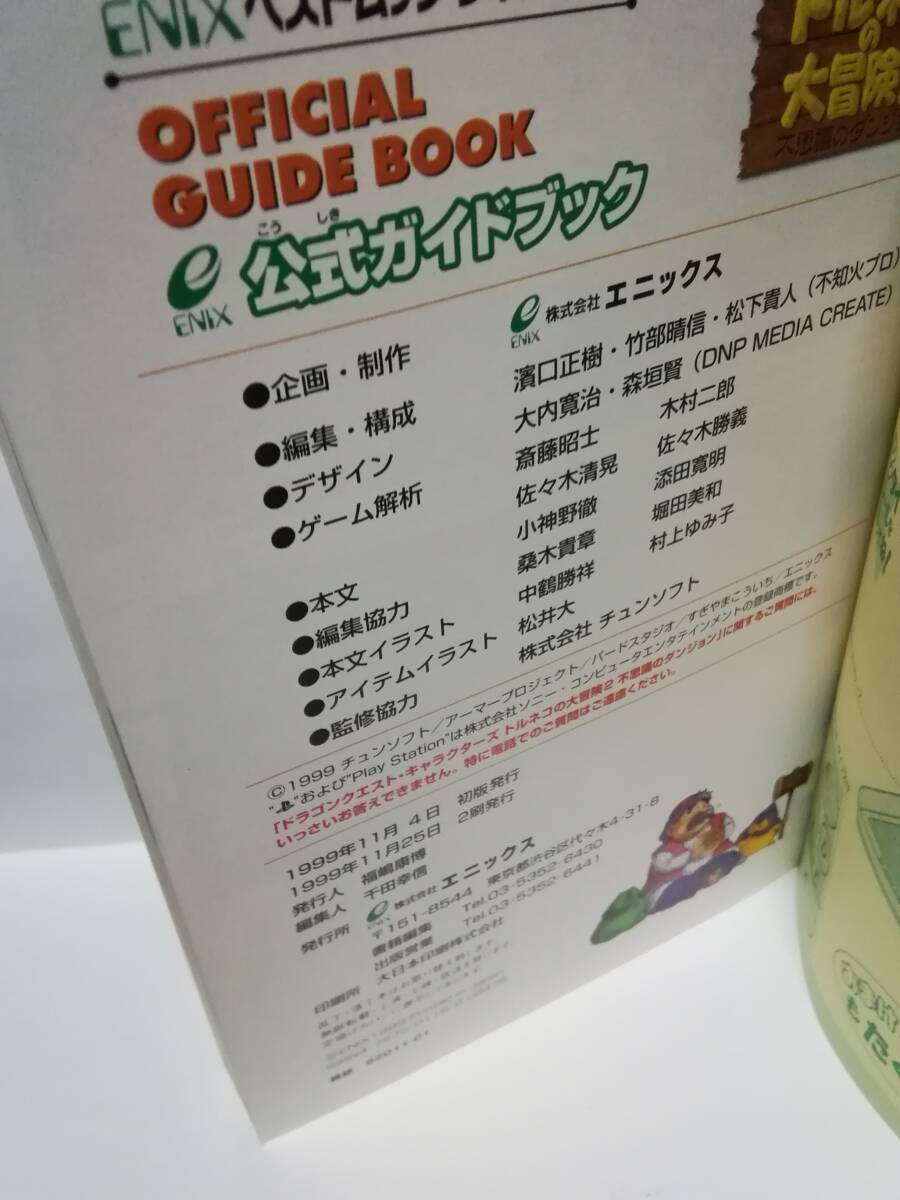 ENIX ベストムック
トルネ
の
大冒険
不思議のダンジョ
OFFICIAL
GUIDE BOOK
こう しき
公式ガイドブック
ENIX
ENIX 株式会社 エニックス
●企画・制作
濱口正樹・竹部晴信・松下貴人（不知火プロ）
●編集・構成
大内寛治・森垣賢（DNP MEDIA CREATE）
●デザイン
斎藤昭士 木村二郎
●ゲーム解析
佐々木清晃 佐々木勝義
小神野徹 添田寛明
●本文
桑木貴章 堀田美和
●編集協力
中鶴勝祥 村上ゆみ子
●本文イラスト
松井大
●アイテムイラスト
株式会社 チュンソフト
●監修協力
©1999 チュンソフト／アーマープロジェクト／バードスタジオ／すぎやまこういち／エニックス
" "および"Play Station"は株式会社ソニー・コンピュータエンタテインメントの登録商標です。
「ドラゴンクエスト・キャラクターズ トルネコの大冒険2 不思議のダンジョン」に関するご質問には、
いっさいお答えできません。特に電話でのご質問はご遠慮ください。
1999年11月 4日 初版発行
1999年11月25日 2刷発行
発行人 福嶋康博
編集人 千田幸信
発行所 ENIX 株式会社 エニックス
〒151-8544 東京都渋谷区代々木4-31-8
書籍編集 Tel.03-5352-6430
出版営業 Tel.03-5352-6441
印刷所 大日本印刷株式会社